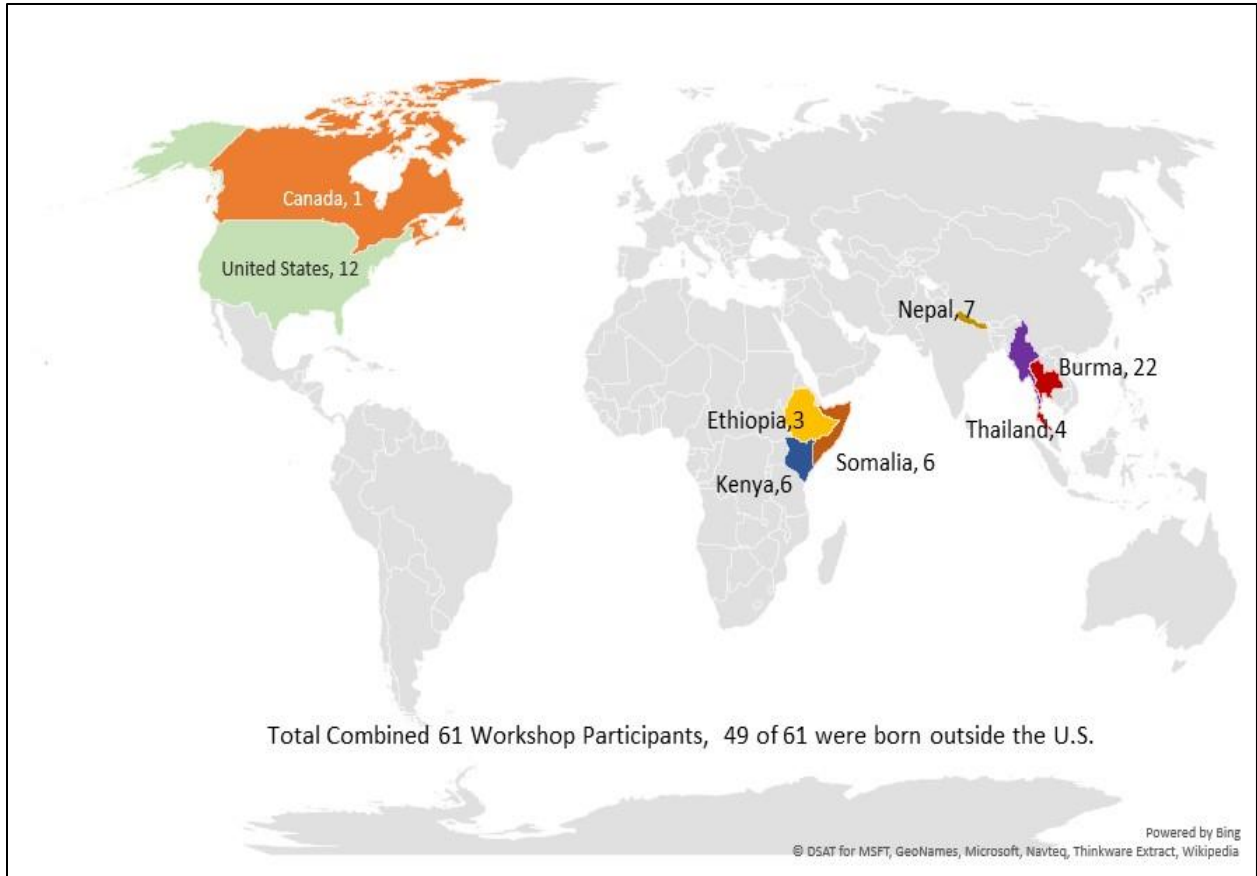 Canada, 1
United States, 12
Nepal,7
Burma, 22
Ethiopia,3
Thailand,4
Somalia, 6
Kenya,6
Total Combined 61 Workshop Participants, 49 of 61 were born outside the U.S.
Powered by Bing
© DSAT for MSFT, GeoNames, Microsoft, Navteq, Thinkware Extract, Wikipedia